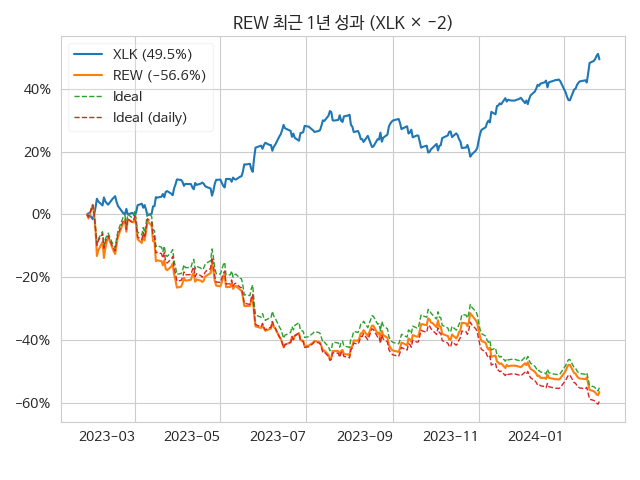 REW 최근 1년 성과 (XLK × −2)
XLK (49.5%)
REW (−56.6%)
Ideal
Ideal (daily)
40%
20%
0%
−20%
−40%
−60%
2023−03 2023−05 2023−07 2023−09 2023−11 2024−01